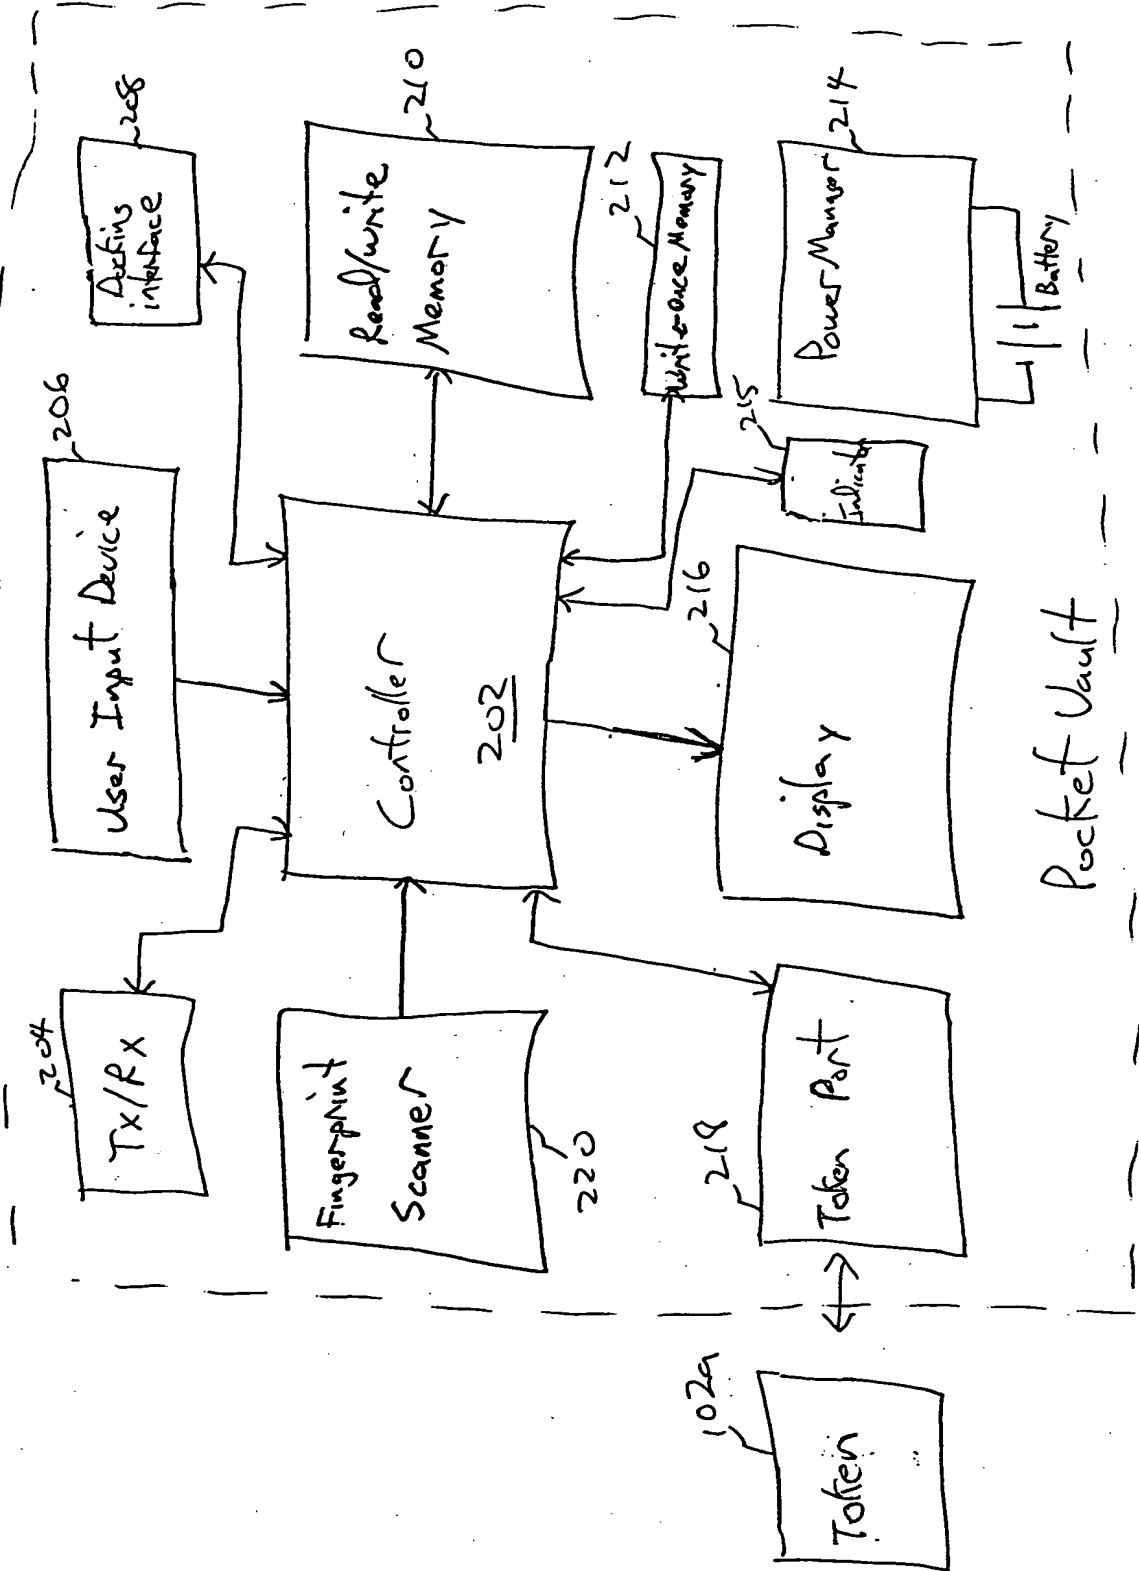 204
TX/Rx
206
User Input Device
208
Docking
interface
Fingerprint
Scanner
220
Controller
202
210
Read/write
Memory
212
Write-once Memory
102a
Token
218
Token Port
216
Display
215
Indicator
214
Power Manager
Battery
Pocket Vault